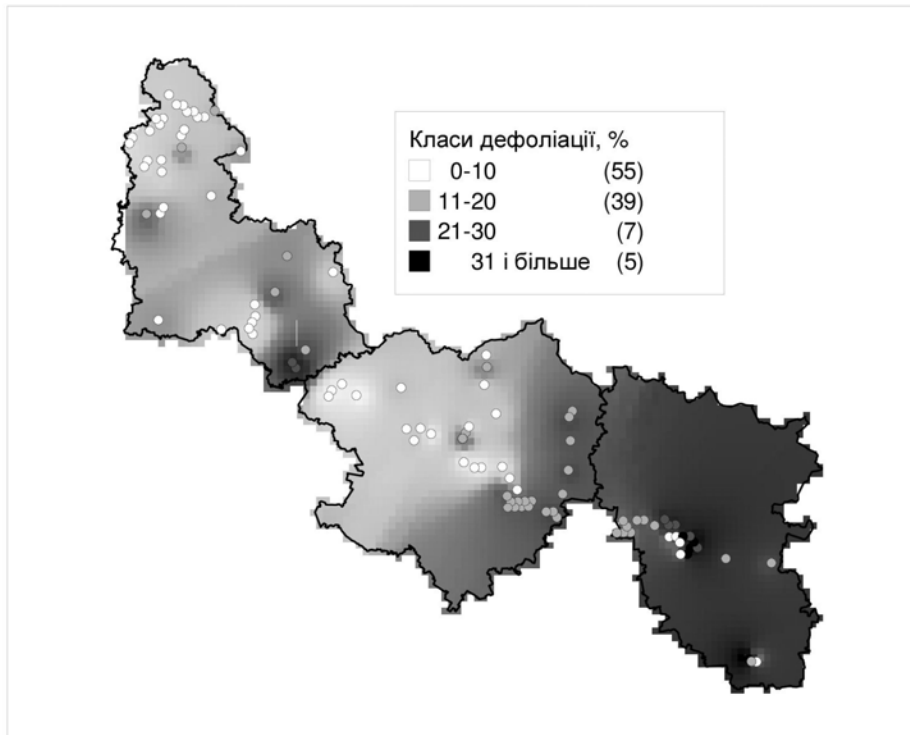 Класи дефоліації, %
0-10 (55)
11-20 (39)
21-30 (7)
31 і більше (5)